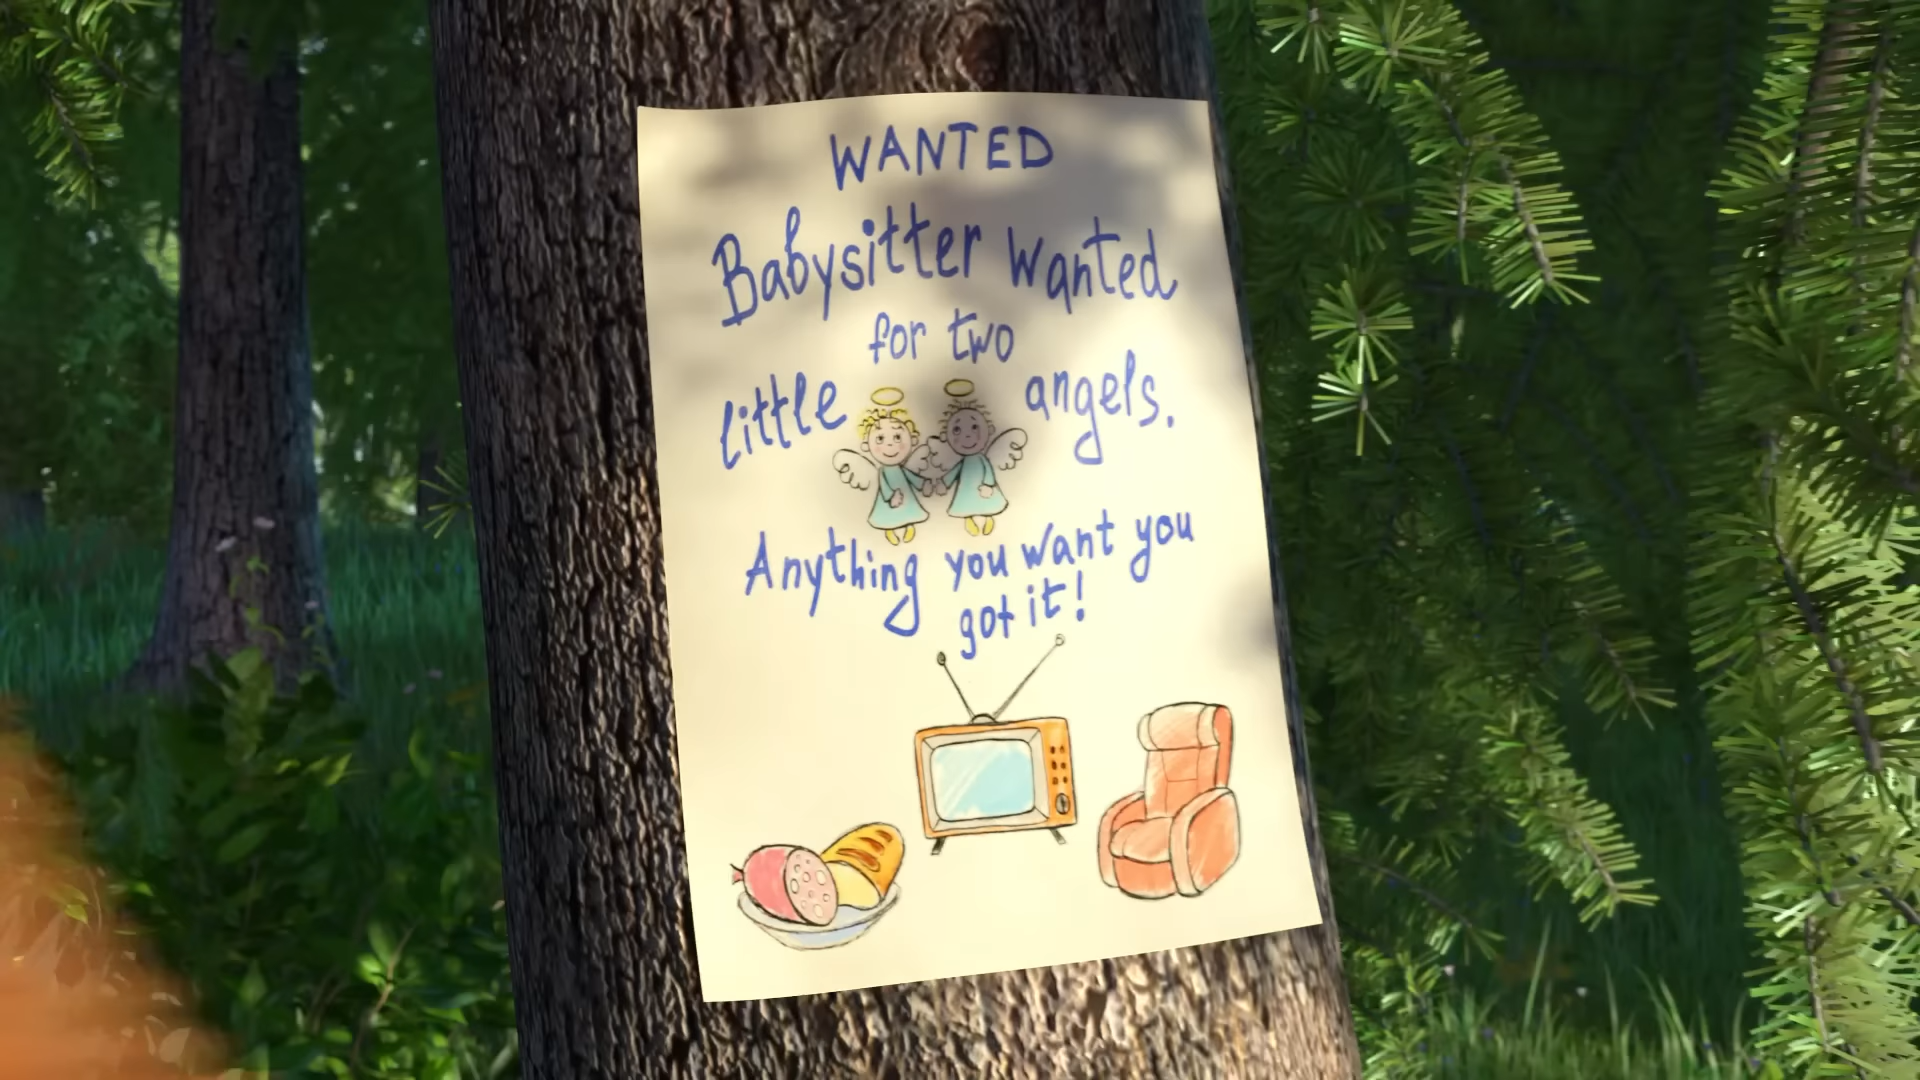 WANTED
Babysitter wanted
for two
little angels.
Anything you want you
got it!